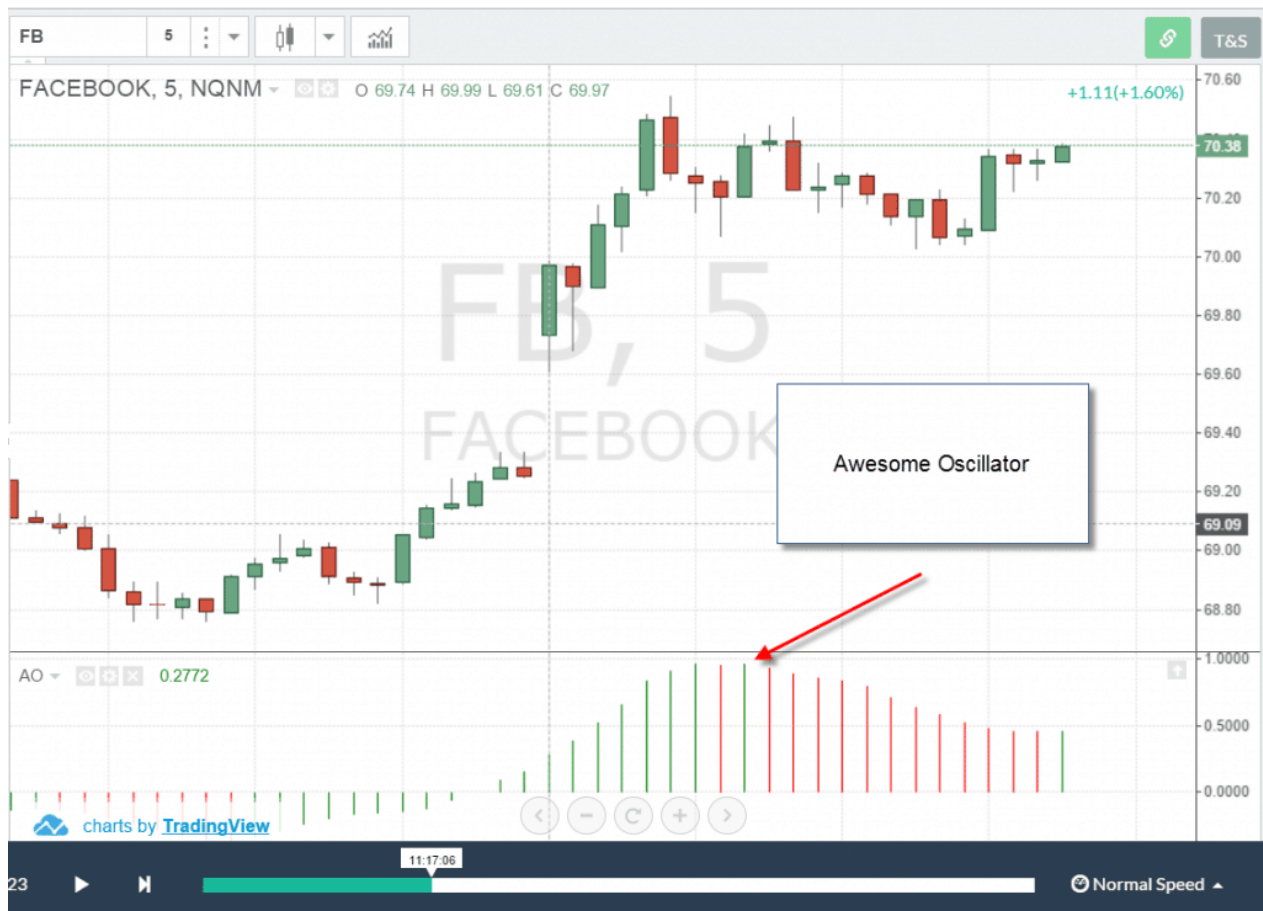 FB 5 T&S
FACEBOOK, 5, NQNM O 69.74 H 69.99 L 69.61 C 69.97
+1.11(+1.60%)
70.60
70.38
70.20
70.00
69.80
69.60
69.40
69.20
69.09
69.00
68.80
FB, 5
FACEBOOK
Awesome Oscillator
AO 0.2772
1.0000
0.5000
0.0000
charts by TradingView
11:17:06
23 Normal Speed